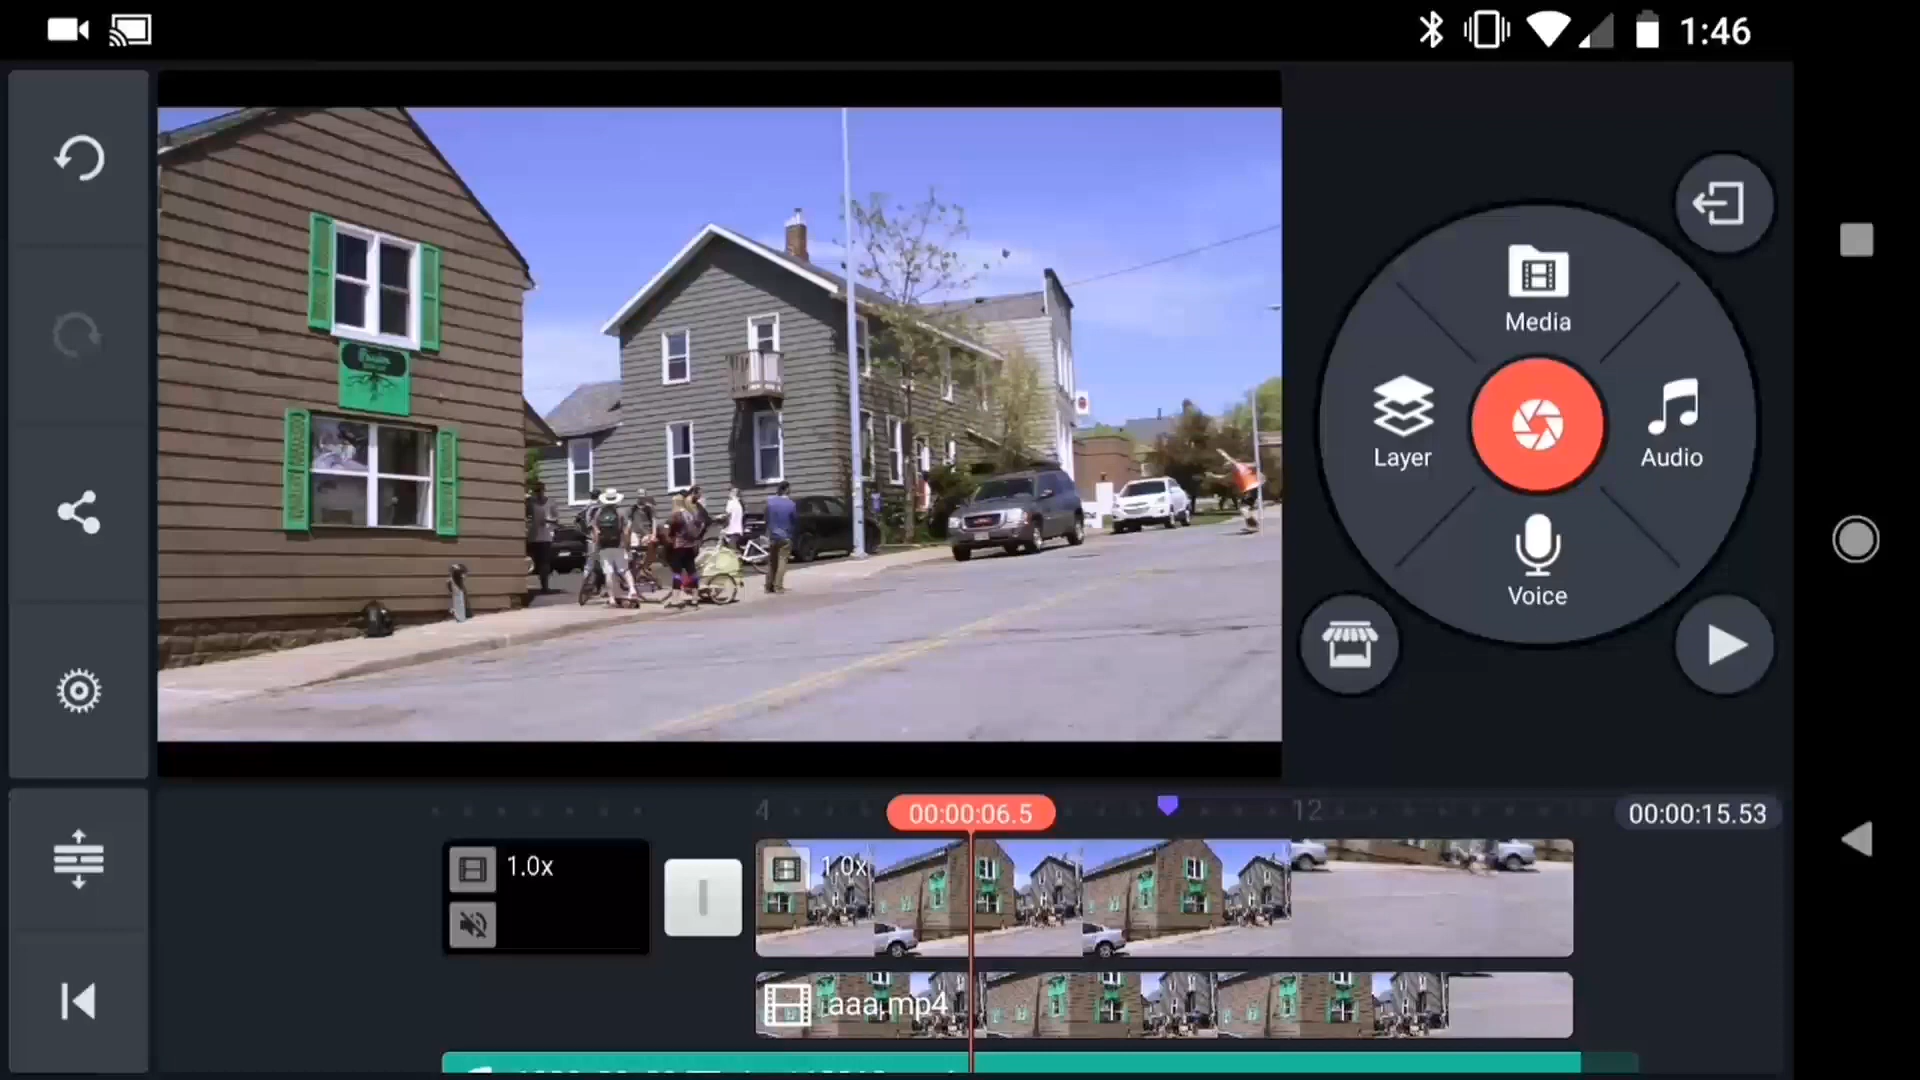 1:46
Media
Layer
Audio
Voice
4
00:00:06.5
12
00:00:15.53
1.0x
1.0x
aaa.mp4